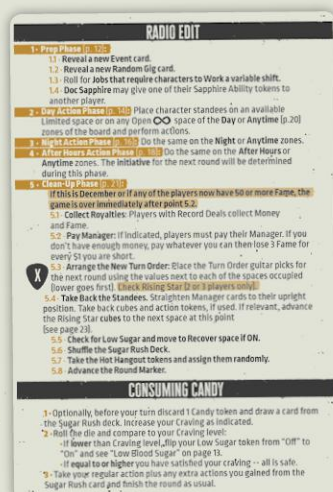 RADIO EDIT
1 - Prep Phase [p. 12]:
1.1 - Reveal a new Event card.
1.2 - Reveal a new Random Gig card.
1.3 - Roll for Jobs that require characters to Work a variable shift.
1.4 - Doc Sapphire may give one of their Sapphire Ability tokens to
another player.
2 - Day Action Phase [p. 14]: Place character standees on an available
Limited space or on any Open ∞ space of the Day or Anytime [p.20]
zones of the board and perform actions.
3 - Night Action Phase [p. 16]: Do the same on the Night or Anytime zones.
4 - After Hours Action Phase [p. 18]: Do the same on the After Hours or
Anytime zones. The initiative for the next round will be determined
during this phase.
5 - Clean-Up Phase [p. 21]:
If this is December or if any of the players now have 50 or more Fame, the
game is over immediately after point 5.2.
5.1 - Collect Royalties: Players with Record Deals collect Money
and Fame.
5.2 - Pay Manager: If indicated, players must pay their Manager. If you
don't have enough money, pay whatever you can then lose 3 Fame for
every $1 you are short.
5.3 - Arrange the New Turn Order: Place the Turn Order guitar picks for
the next round using the values next to each of the spaces occupied
(lower goes first). Check Rising Star (2 or 3 players only).
X
5.4 - Take Back the Standees. Straighten Manager cards to their upright
position. Take back cubes and action tokens, if used. If relevant, advance
the Rising Star cubes to the next space at this point
[see page 23].
5.5 - Check for Low Sugar and move to Recover space if ON.
5.6 - Shuffle the Sugar Rush Deck.
5.7 - Take the Hot Hangout tokens and assign them randomly.
5.8 - Advance the Round Marker.
CONSUMING CANDY
1 - Optionally, before your turn discard 1 Candy token and draw a card from
the Sugar Rush deck. Increase your Craving as indicated.
2 - Roll the die and compare to your Craving level:
- If lower than Craving level, flip your Low Sugar token from "Off" to
"On" and see "Low Blood Sugar" on page 13.
- If equal to or higher you have satisfied your craving -- all is safe.
3 - Take your regular action plus any extra actions you gained from the
Sugar Rush card and finish the round as usual.